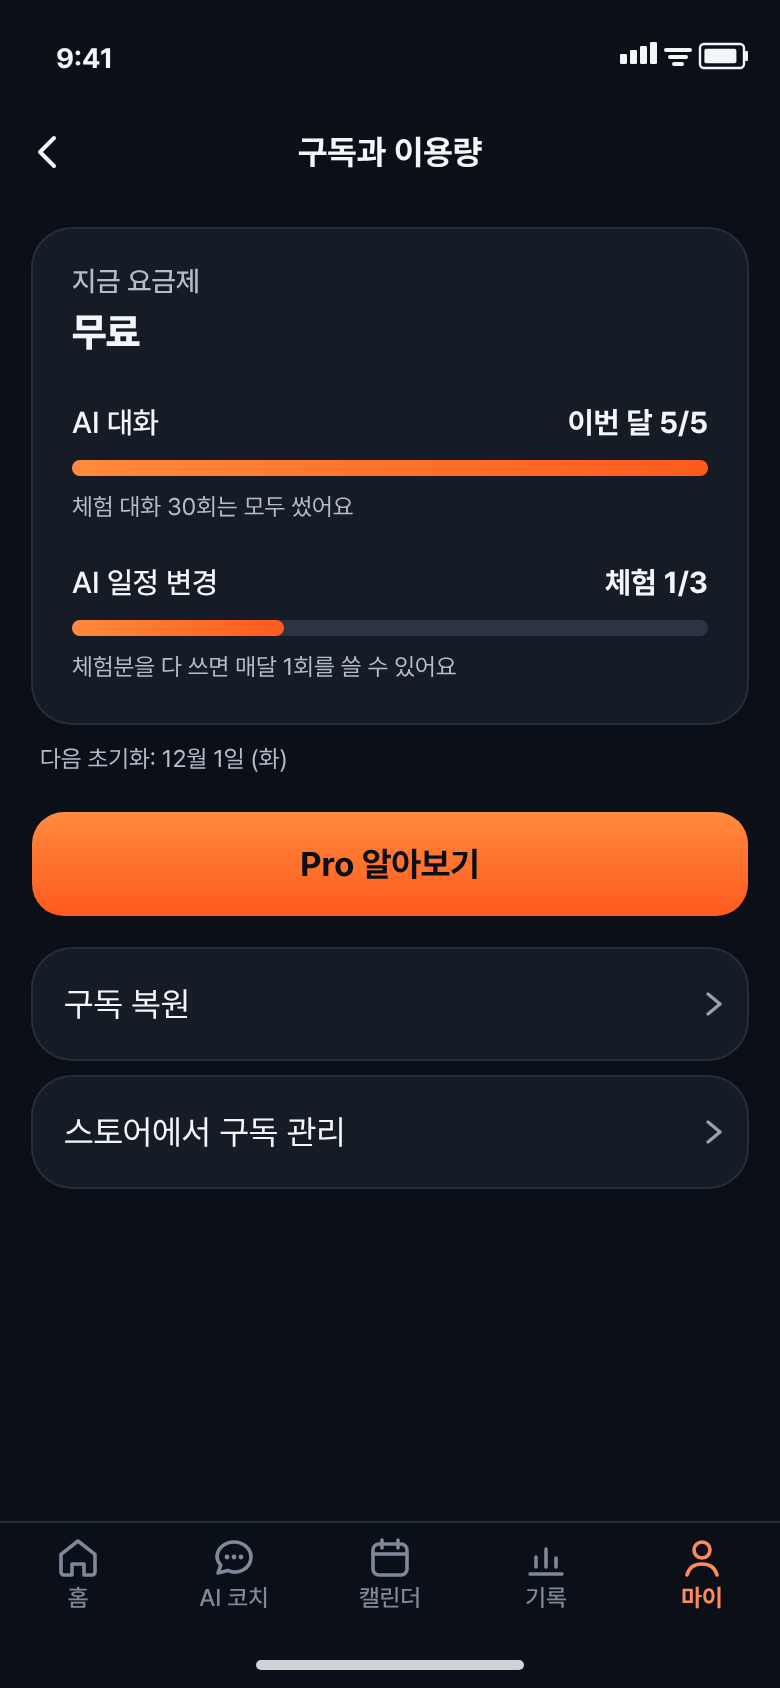 9:41
구독과 이용량
지금 요금제
무료
AI 대화
이번 달 5/5
체험 대화 30회는 모두 썼어요
AI 일정 변경
체험 1/3
체험분을 다 쓰면 매달 1회를 쓸 수 있어요
다음 초기화: 12월 1일 (화)
Pro 알아보기
구독 복원
스토어에서 구독 관리
홈
AI 코치
캘린더
기록
마이